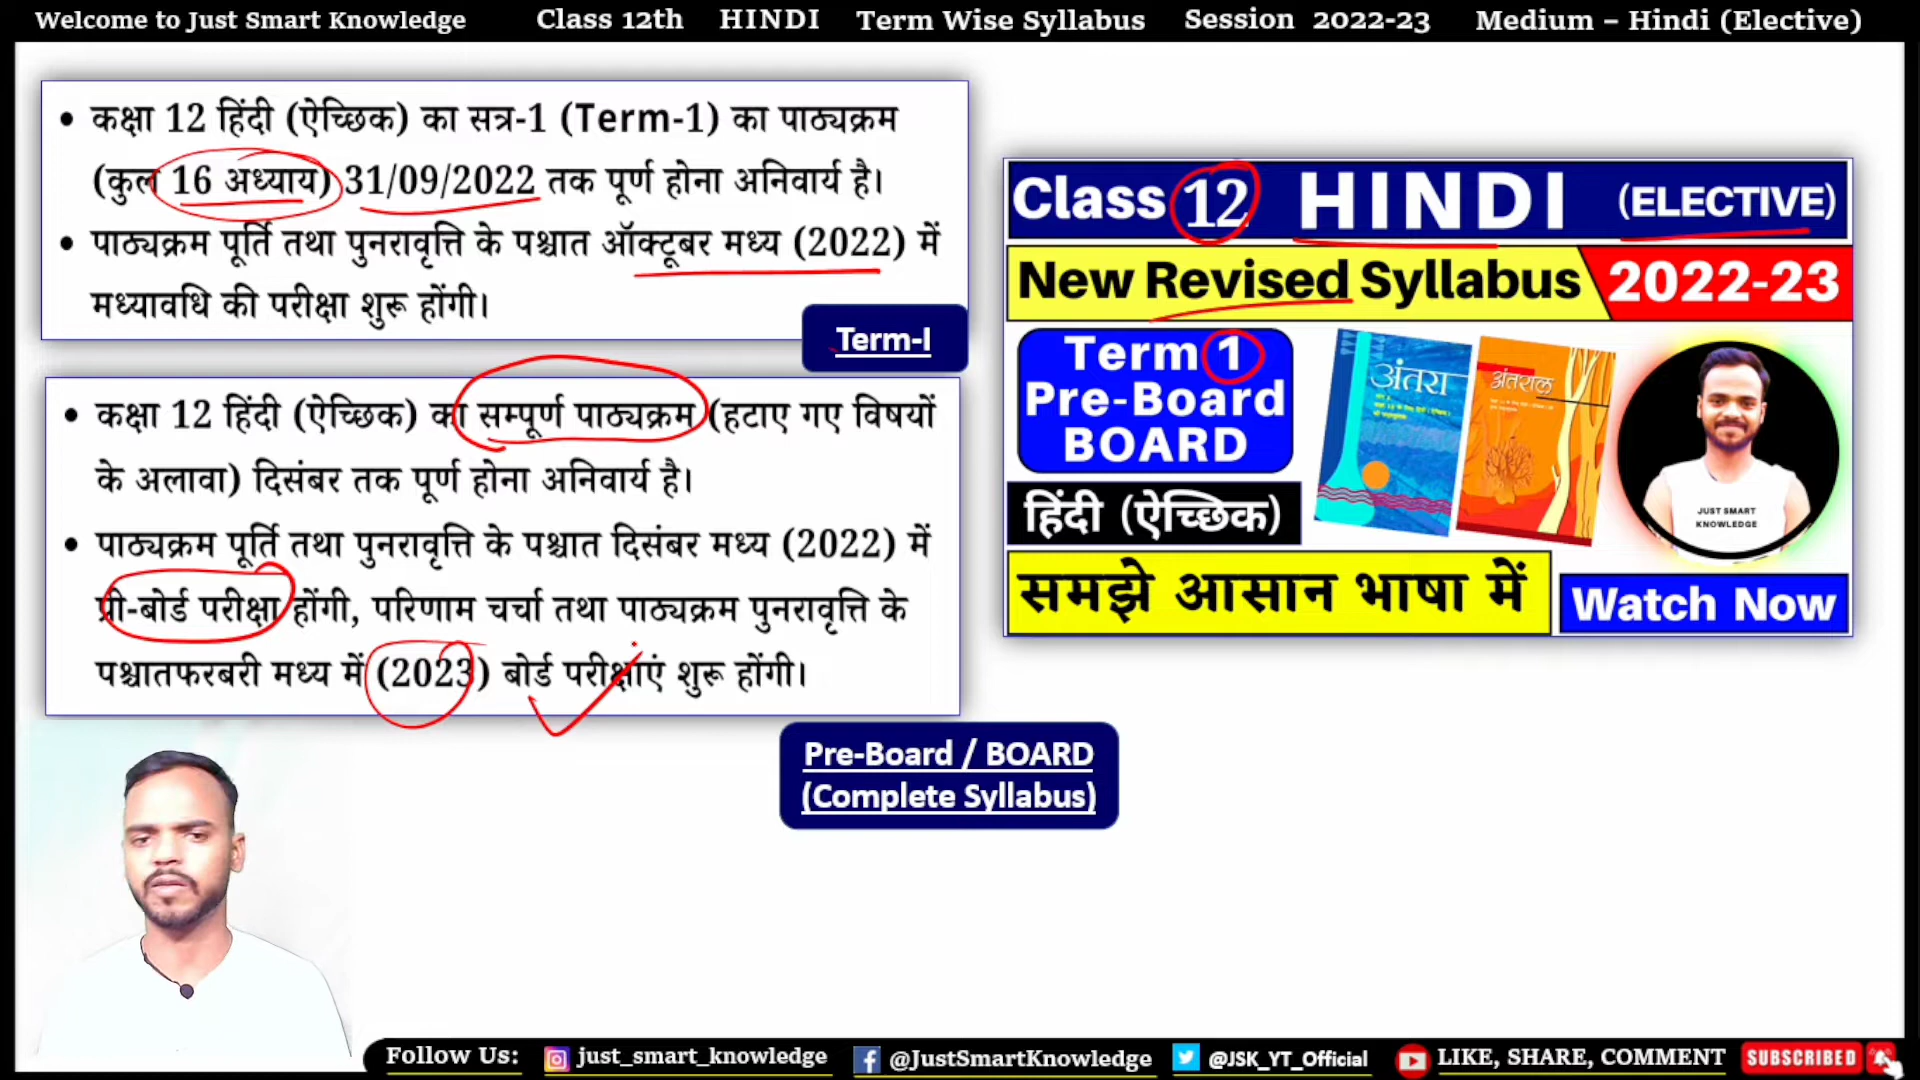 Welcome to Just Smart Knowledge Class 12th HINDI Term Wise Syllabus Session 2022-23 Medium – Hindi (Elective)
• कक्षा 12 हिंदी (ऐच्छिक) का सत्र-1 (Term-1) का पाठ्यक्रम
(कुल 16 अध्याय) 31/09/2022 तक पूर्ण होना अनिवार्य है।
• पाठ्यक्रम पूर्ति तथा पुनरावृत्ति के पश्चात ऑक्टूबर मध्य (2022) में
मध्यावधि की परीक्षा शुरू होंगी।
Term-I
• कक्षा 12 हिंदी (ऐच्छिक) का सम्पूर्ण पाठ्यक्रम (हटाए गए विषयों
के अलावा) दिसंबर तक पूर्ण होना अनिवार्य है।
• पाठ्यक्रम पूर्ति तथा पुनरावृत्ति के पश्चात दिसंबर मध्य (2022) में
प्री-बोर्ड परीक्षा होंगी, परिणाम चर्चा तथा पाठ्यक्रम पुनरावृत्ति के
पश्चातफरबरी मध्य में (2023) बोर्ड परीक्षाएं शुरू होंगी।
Pre-Board / BOARD
(Complete Syllabus)
Class 12 HINDI (ELECTIVE)
New Revised Syllabus 2022-23
Term 1
Pre-Board
BOARD
हिंदी (ऐच्छिक)
अंतरा
अंतराल
JUST SMART
KNOWLEDGE
समझे आसान भाषा में
Watch Now
Follow Us: just_smart_knowledge @JustSmartKnowledge @JSK_YT_Official LIKE, SHARE, COMMENT SUBSCRIBED